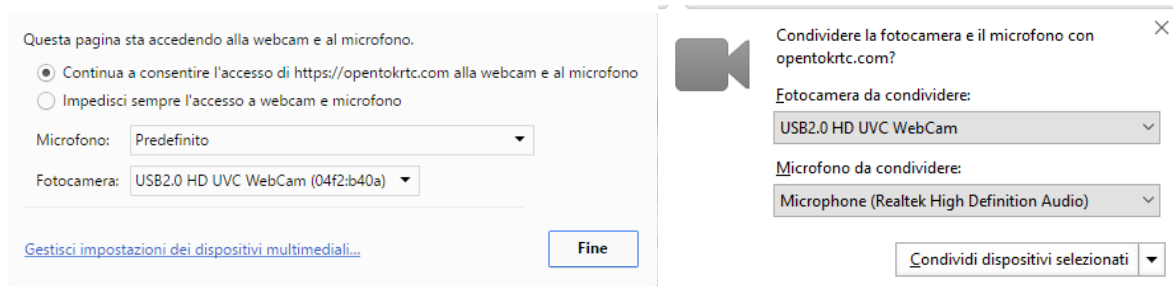 Questa pagina sta accedendo alla webcam e al microfono.
Continua a consentire l'accesso di https://opentokrtc.com alla webcam e al microfono
Impedisci sempre l'accesso a webcam e microfono
Microfono: Predefinito
Fotocamera: USB2.0 HD UVC WebCam (04f2:b40a)
Gestisci impostazioni dei dispositivi multimediali...
Fine
Condividere la fotocamera e il microfono con
opentokrtc.com?
Fotocamera da condividere:
USB2.0 HD UVC WebCam
Microfono da condividere:
Microphone (Realtek High Definition Audio)
Condividi dispositivi selezionati